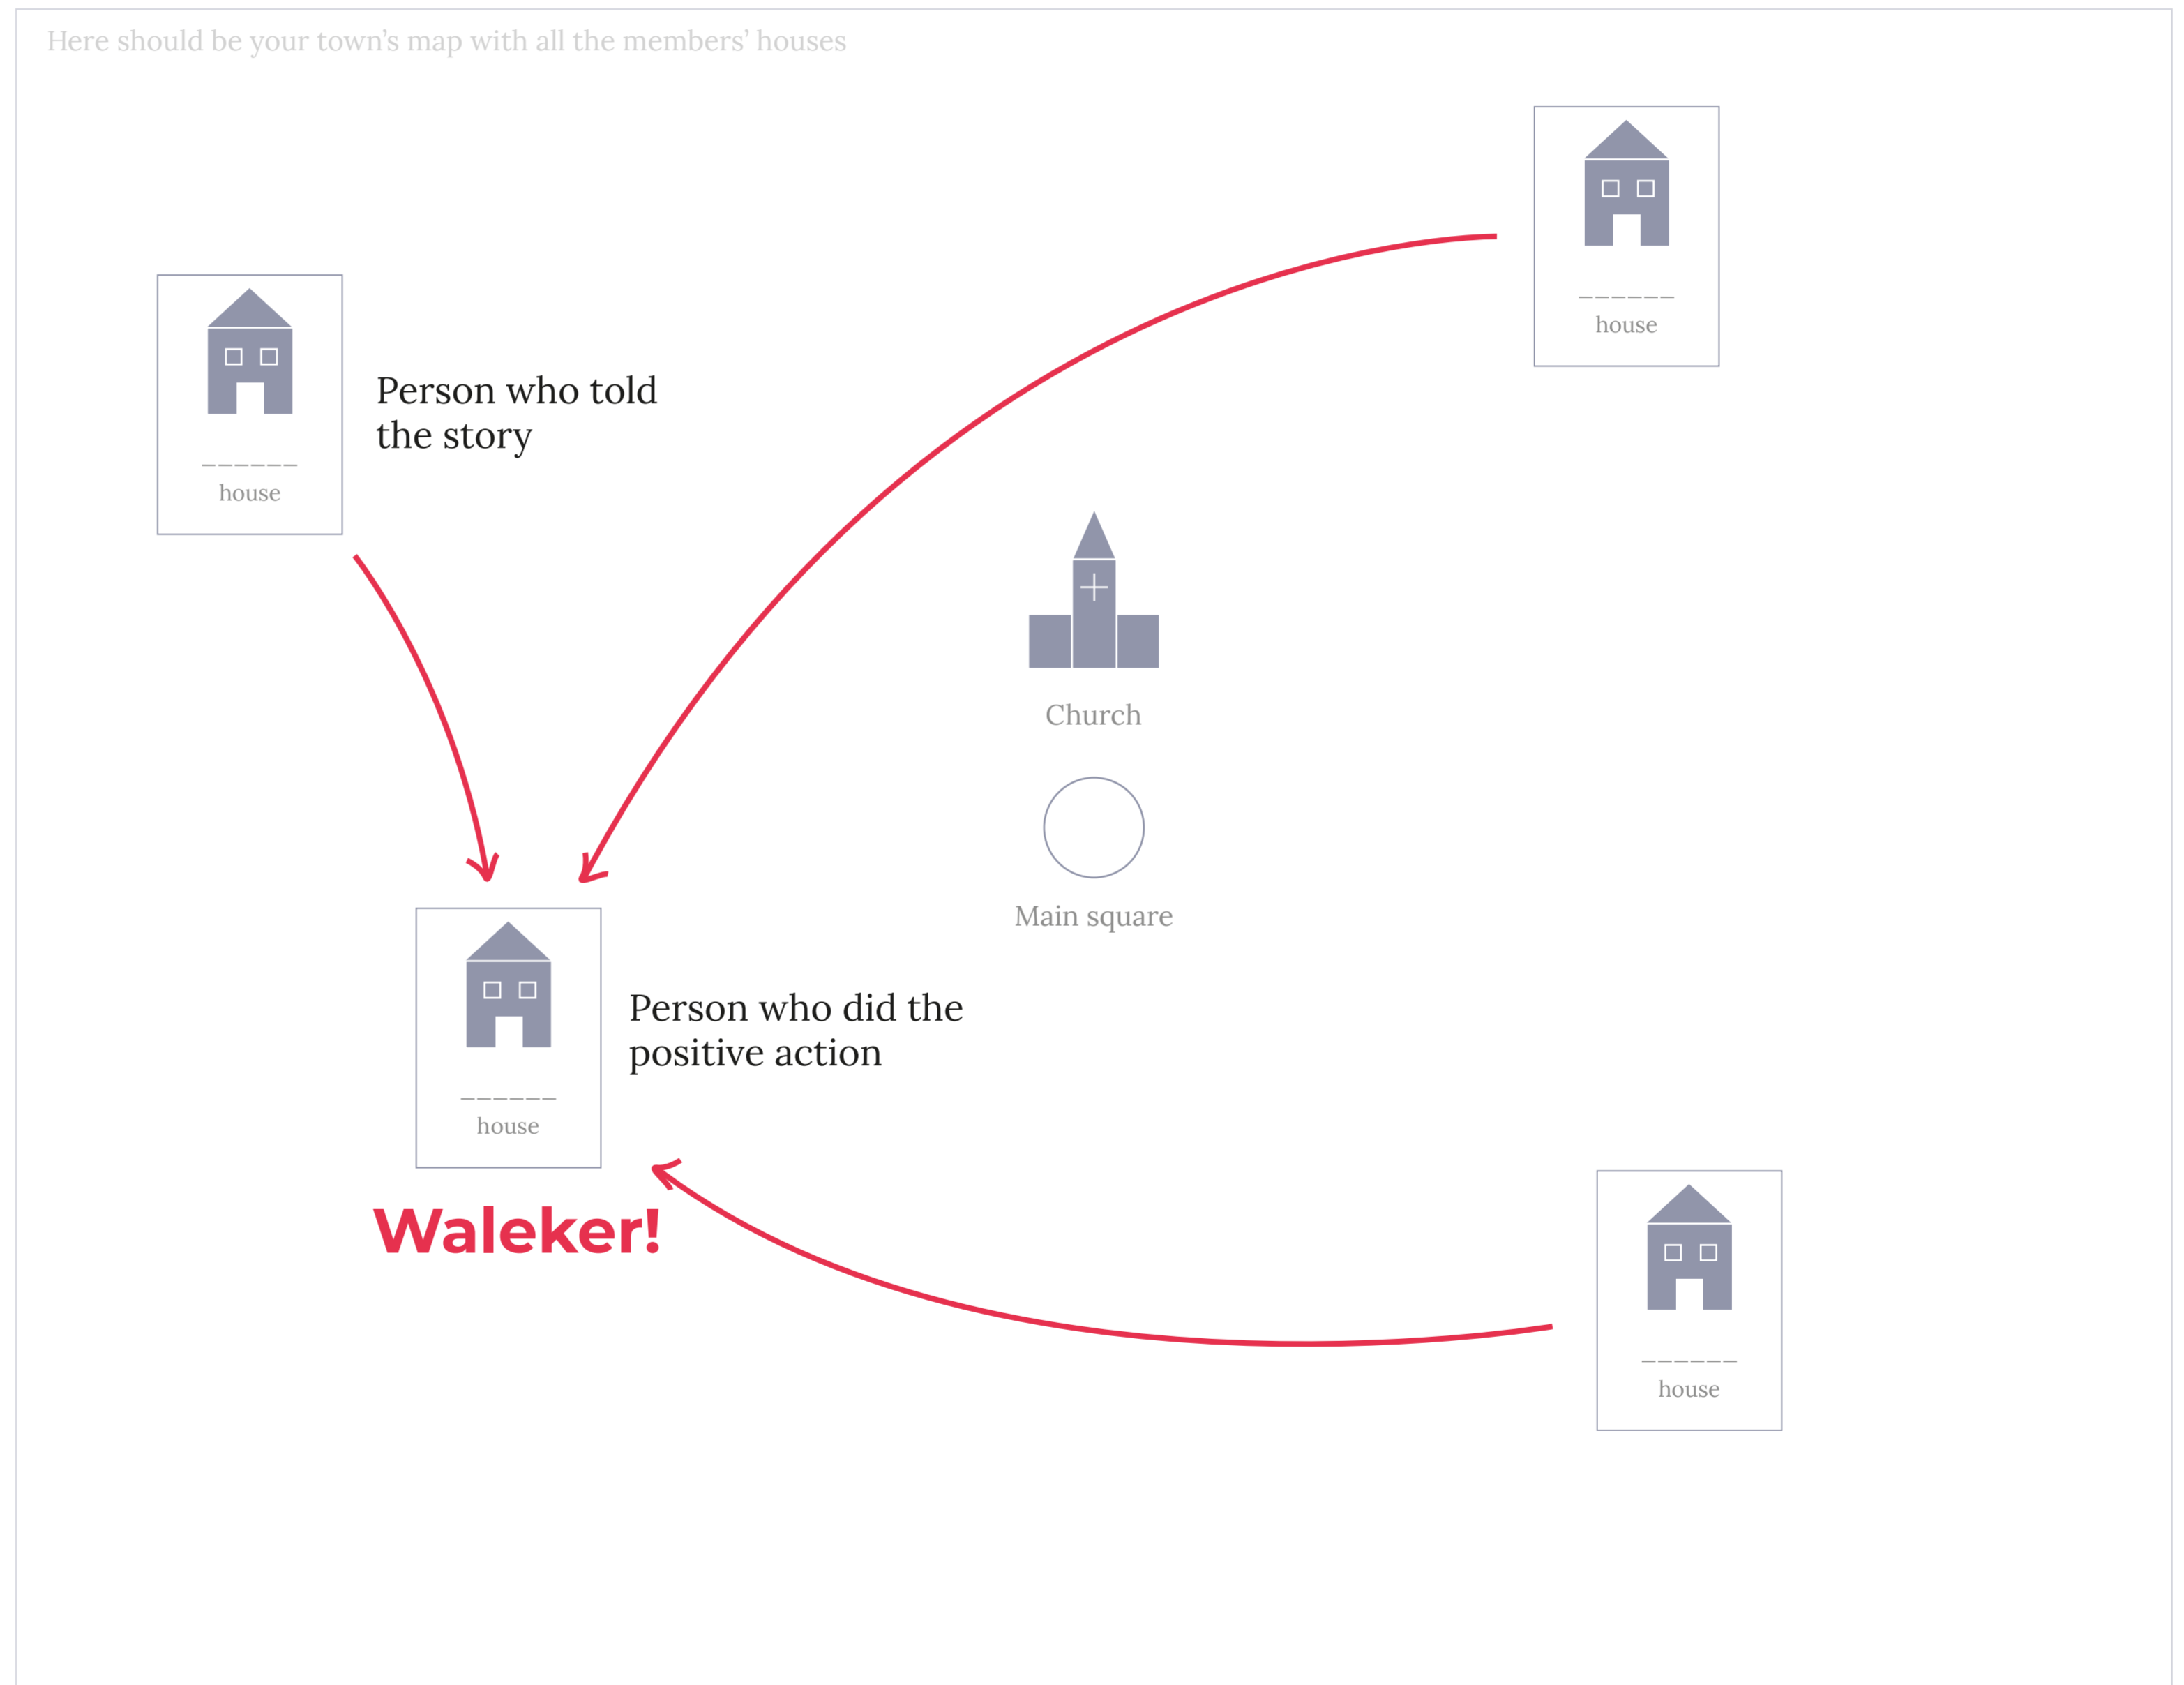 Here should be your town's map with all the members' houses
house
Person who told
the story
house
Church
Main square
Person who did the
positive action
house
Waleker!
house